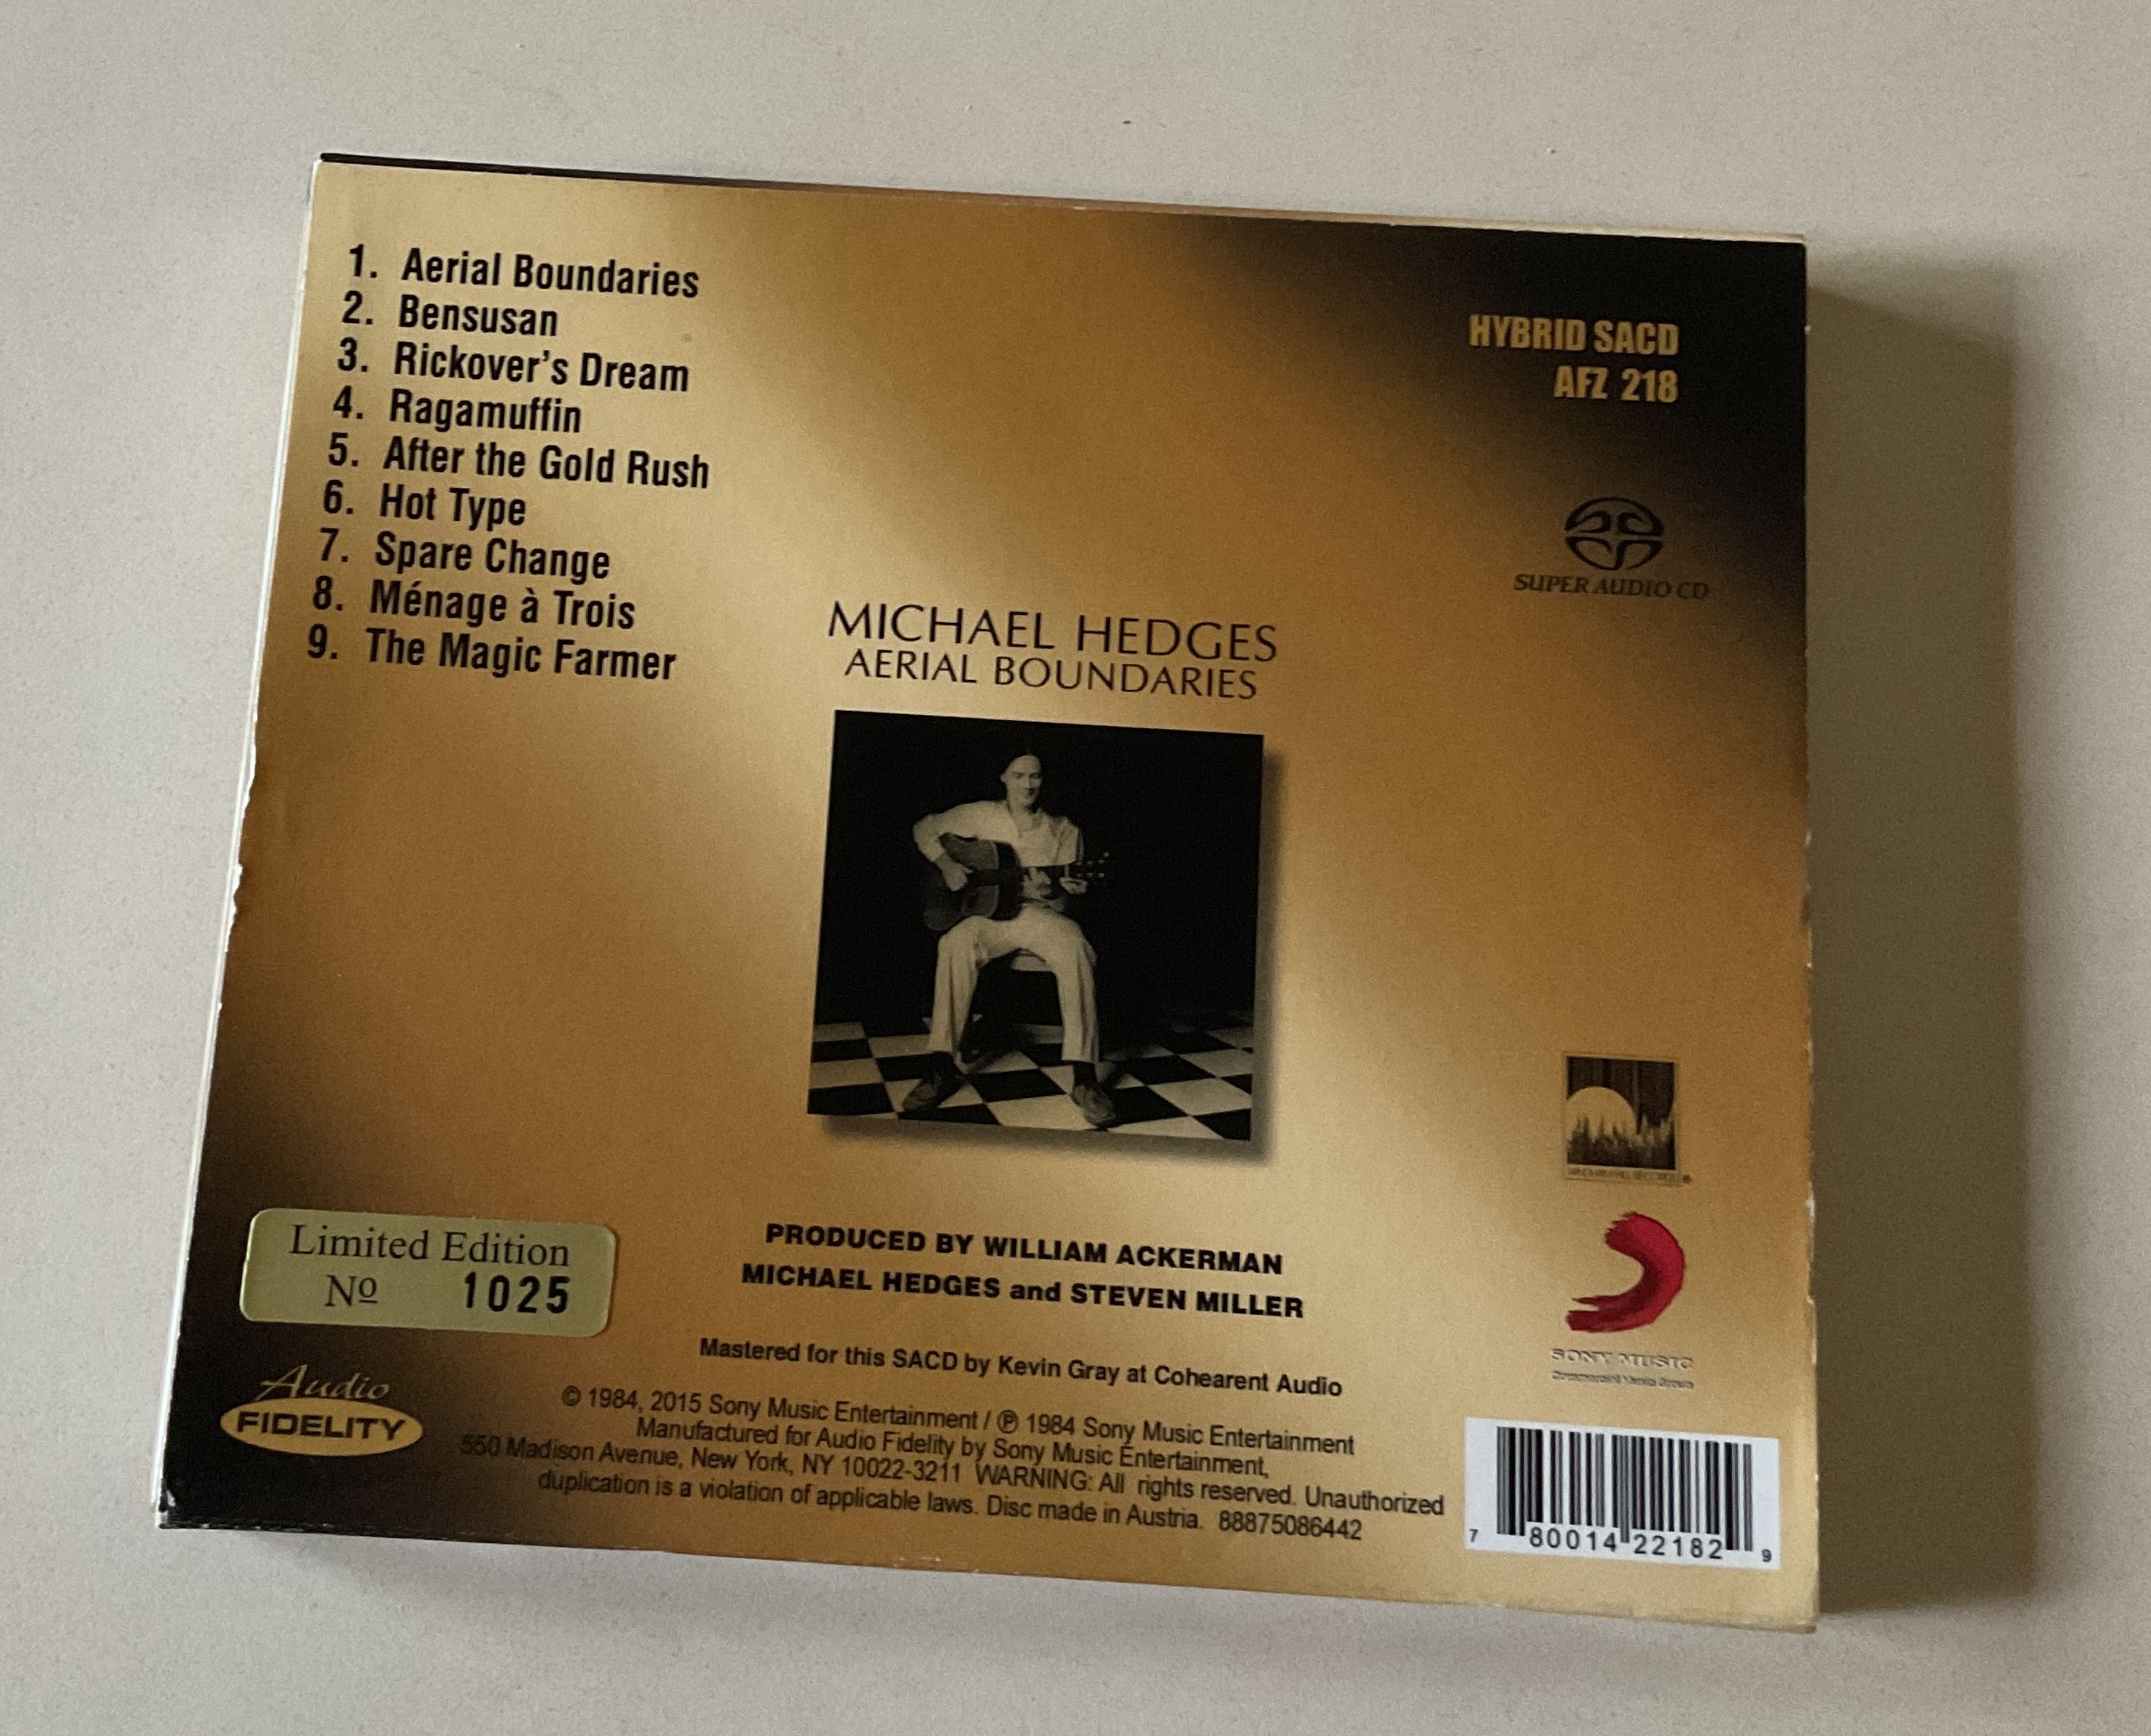 1. Aerial Boundaries
2. Bensusan
3. Rickover's Dream
4. Ragamuffin
5. After the Gold Rush
6. Hot Type
7. Spare Change
8. Ménage à Trois
9. The Magic Farmer
HYBRID SACD
AFZ 218
SUPER AUDIO CD
MICHAEL HEDGES
AERIAL BOUNDARIES
Limited Edition
Nº 1025
PRODUCED BY WILLIAM ACKERMAN
MICHAEL HEDGES and STEVEN MILLER
Mastered for this SACD by Kevin Gray at Cohearent Audio
© 1984, 2015 Sony Music Entertainment / ℗ 1984 Sony Music Entertainment
Manufactured for Audio Fidelity by Sony Music Entertainment,
550 Madison Avenue, New York, NY 10022-3211 WARNING: All rights reserved. Unauthorized
duplication is a violation of applicable laws. Disc made in Austria. 88875086442
Audio
FIDELITY
SONY MUSIC
7 80014 22182 9